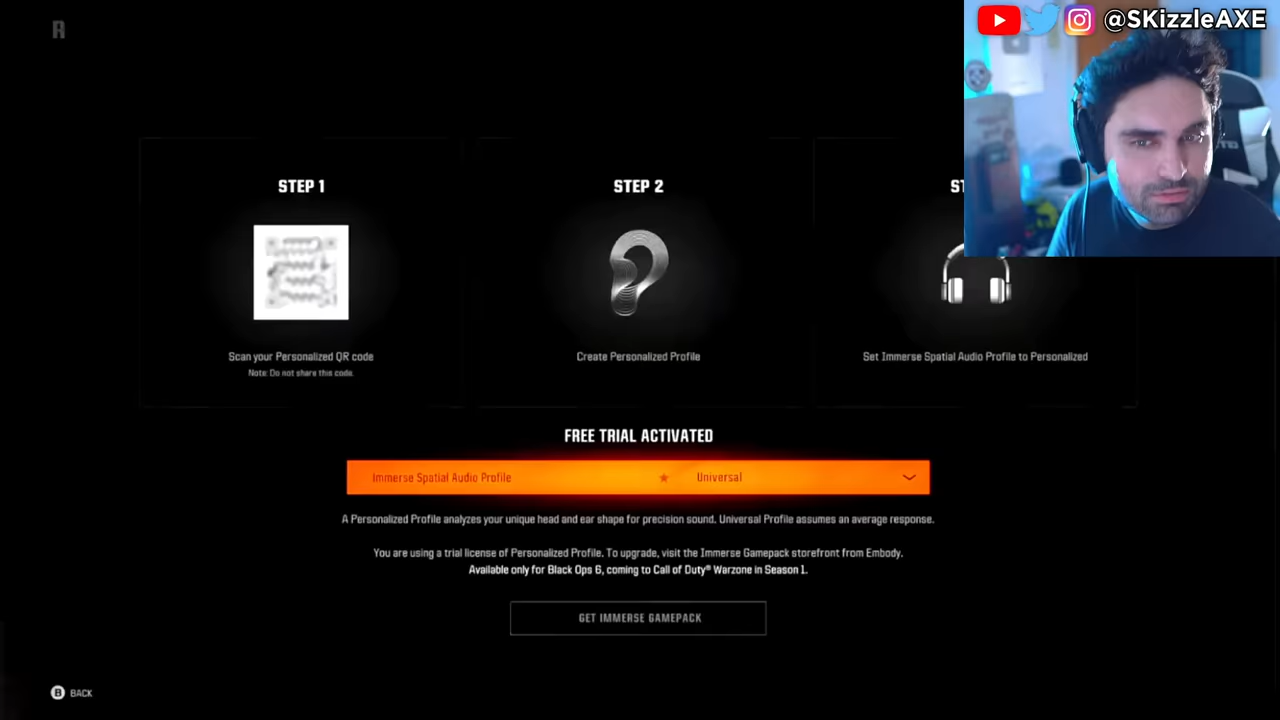 @SKizzleAXE
STEP 1
STEP 2
Scan your Personalized QR code
Note: Do not share this code.
Create Personalized Profile
Set Immerse Spatial Audio Profile to Personalized
FREE TRIAL ACTIVATED
Immerse Spatial Audio Profile
Universal
A Personalized Profile analyzes your unique head and ear shape for precision sound. Universal Profile assumes an average response.
You are using a trial license of Personalized Profile. To upgrade, visit the Immerse Gamepack storefront from Embody.
Available only for Black Ops 6, coming to Call of Duty® Warzone in Season 1.
GET IMMERSE GAMEPACK
B BACK